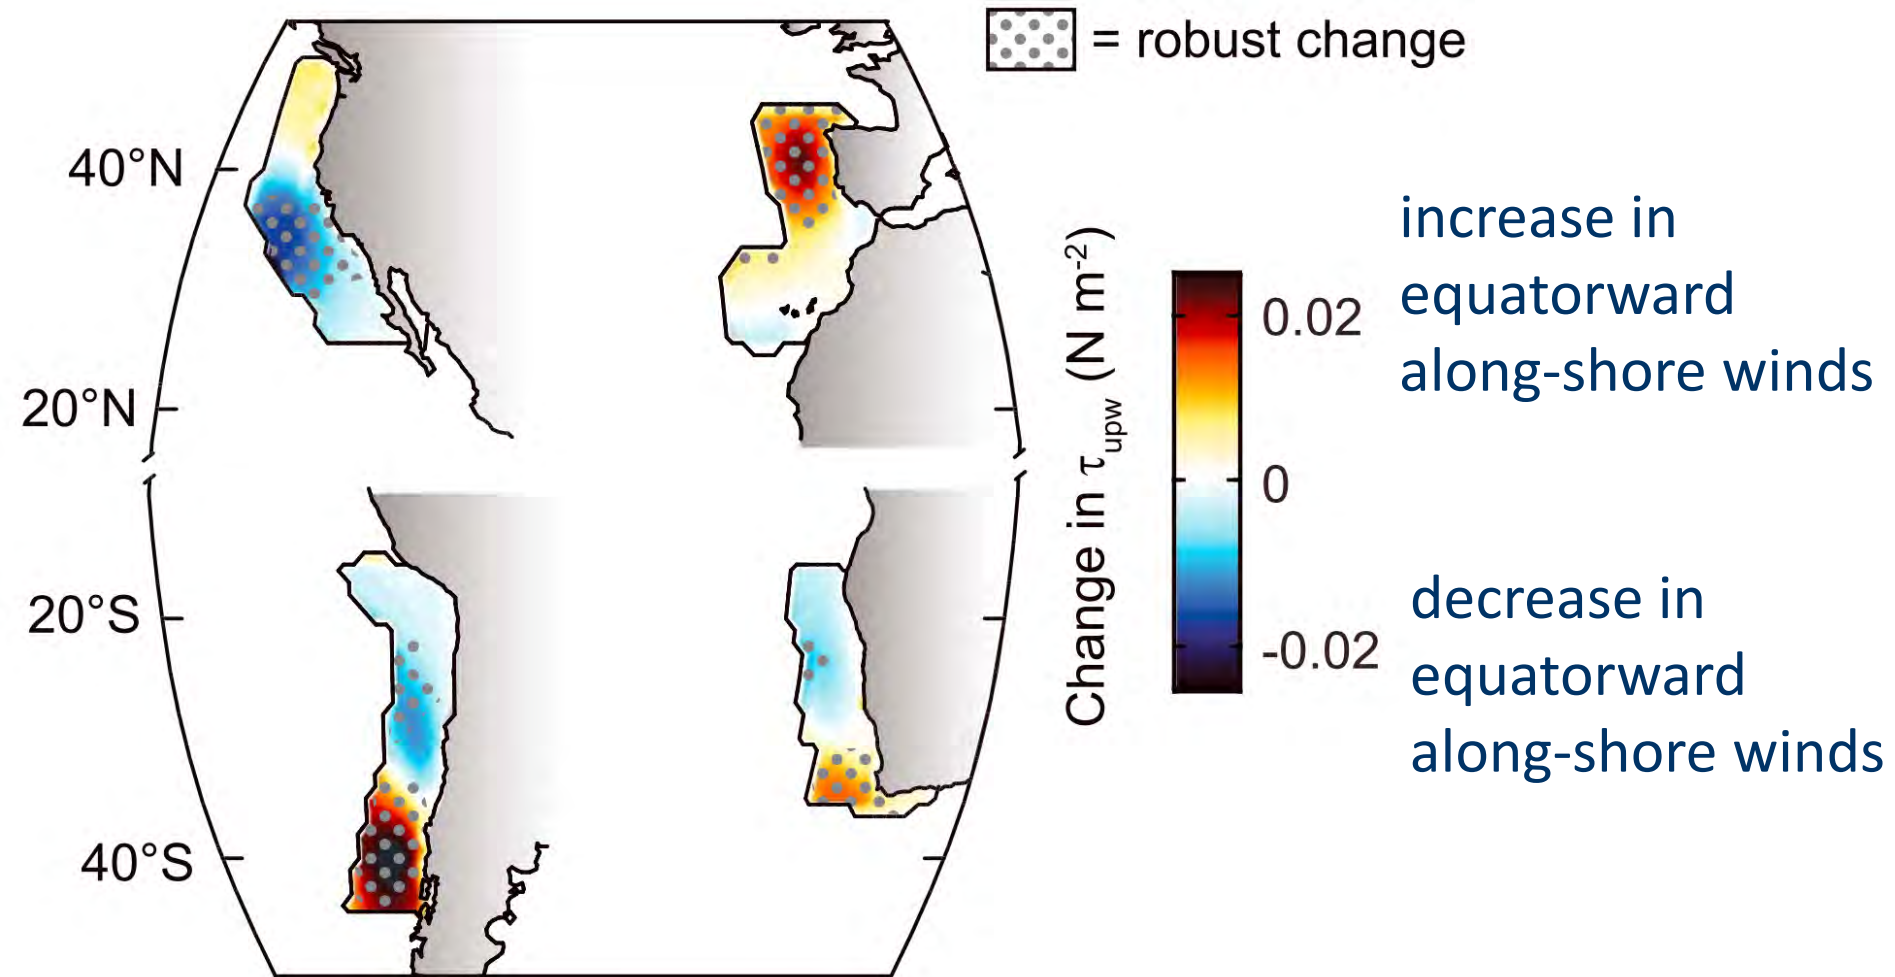 = robust change
40°N
20°N
20°S
40°S
Change in τupw (N m-2)
0.02
0
-0.02
increase in
equatorward
along-shore winds
decrease in
equatorward
along-shore winds